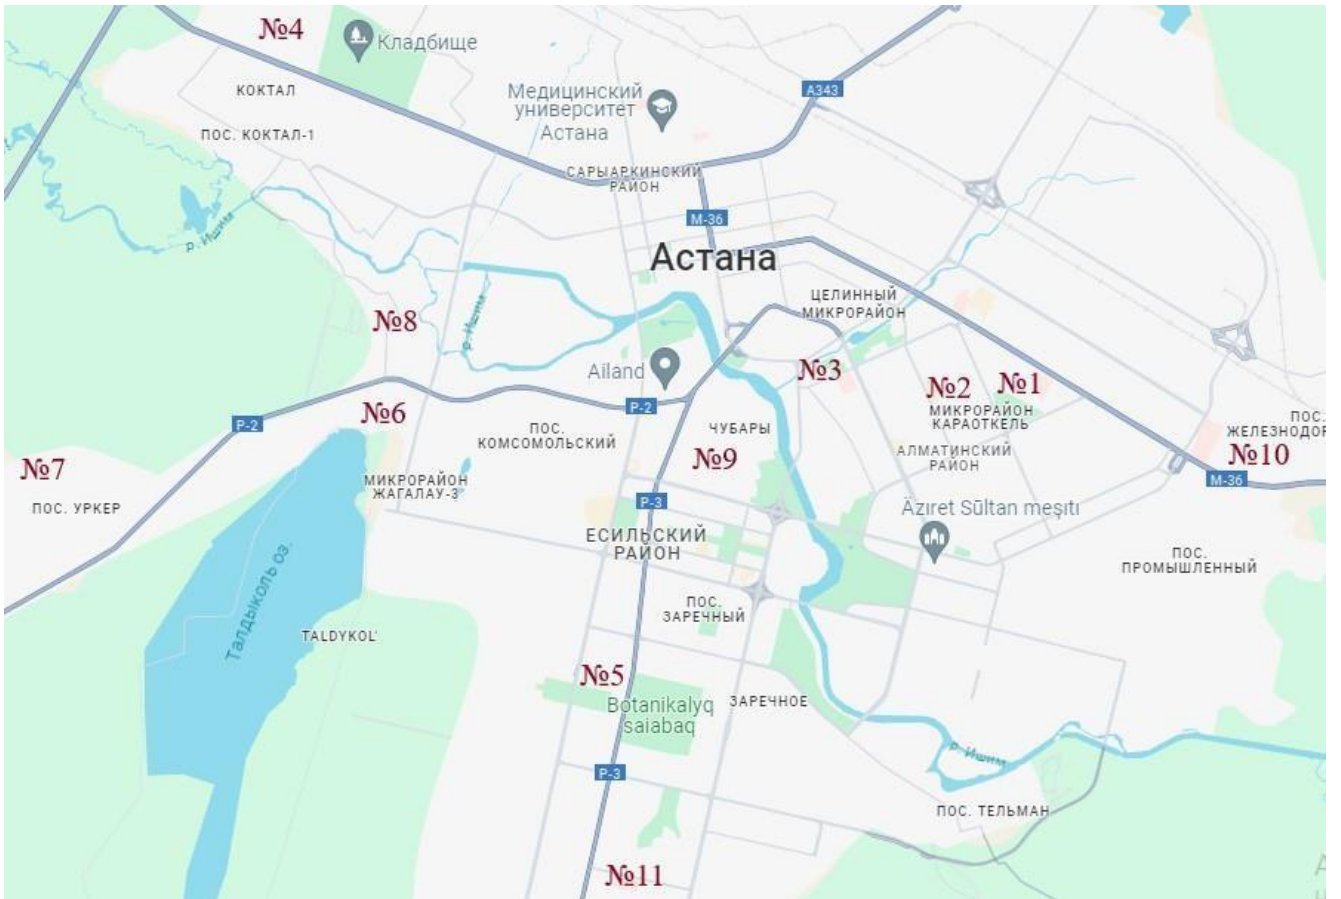 №4
Кладбище
КОКТАЛ
Медицинский
университет
Астана
A343
ПОС. КОКТАЛ-1
САРЫАРКИНСКИЙ
РАЙОН
р. Ишим
M-36
Астана
ЦЕЛИННЫЙ
МИКРОРАЙОН
№8
р. Ишим
Ailand
№3
№2
№1
МИКРОРАЙОН
КАРАОТКЕЛЬ
P-2
№6
P-2
ПОС.
КОМСОМОЛЬСКИЙ
ЧУБАРЫ
ПОС.
ЖЕЛЕЗНОДОР
№7
ПОС. УРКЕР
МИКРОРАЙОН
ЖАГАЛАУ-3
№9
АЛМАТИНСКИЙ
РАЙОН
№10
M-36
P-3
Äziret Sūltan meşıtı
ЕСИЛЬСКИЙ
РАЙОН
ПОС.
ПРОМЫШЛЕННЫЙ
Талдыколь оз.
TALDYKOL'
ПОС.
ЗАРЕЧНЫЙ
№5
Botanikalyq
saiabaq
ЗАРЕЧНОЕ
р. Ишим
P-3
ПОС. ТЕЛЬМАН
№11